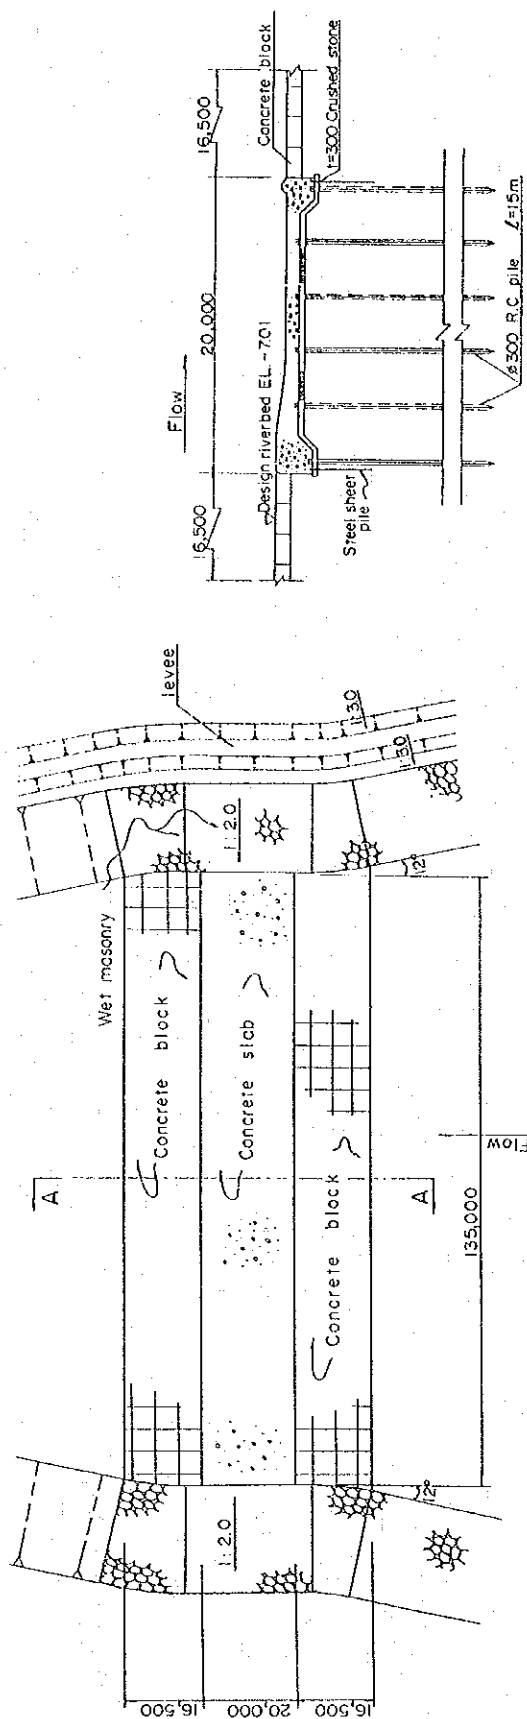 Wet masonry
levee
1:2.0
1:3.0
1:3.0
12°
Concrete block
Concrete slab
Concrete block
A
A
1:2.0
12°
Flow
135,000
16,500
20,000
16,500
16,500
20,000
16,500
Flow
Design riverbed EL. -7.01
Concrete block
t=300 Crushed stone
Steel sheer
pile
ø300 R.C pile ℓ=15m